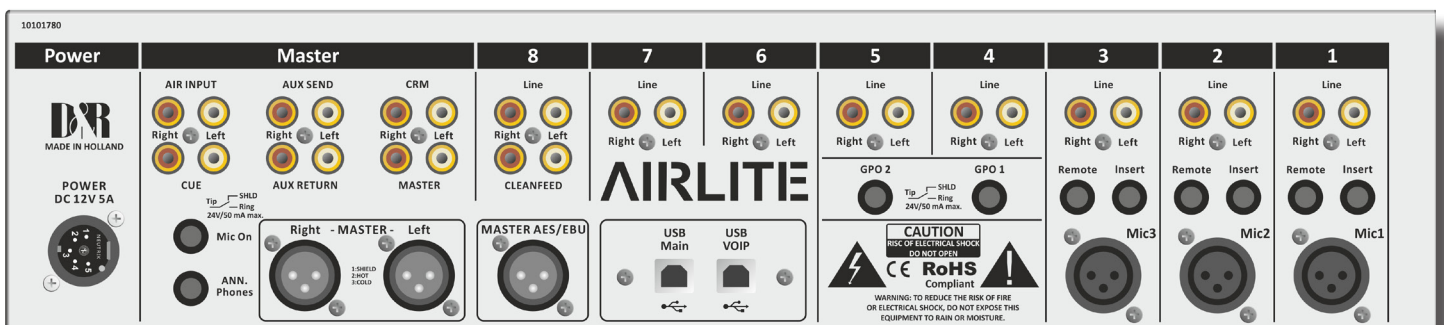 10101780
Power Master 8 7 6 5 4 3 2 1
AIR INPUT AUX SEND CRM Line Line Line Line Line Line Line Line
D&R
MADE IN HOLLAND
Right Left Right Left Right Left Right Left Right Left Right Left Right Left Right Left Right Left Right Left Right Left
CUE AUX RETURN MASTER CLEANFEED
AIRLITE
GPO 2 GPO 1
Tip SHLD
Ring
24V/50 mA max.
Remote Insert Remote Insert Remote Insert
POWER
DC 12V 5A
NEUTRIK
1
2
3
4
5
Tip SHLD
Ring
24V/50 mA max.
Mic On
ANN.
Phones
Right - MASTER - Left
1:SHIELD
2:HOT
3:COLD
MASTER AES/EBU
USB
Main
USB
VOIP
CAUTION
RISC OF ELECTRICAL SHOCK
DO NOT OPEN
CE RoHS
Compliant
WARNING: TO REDUCE THE RISK OF FIRE
OR ELECTRICAL SHOCK, DO NOT EXPOSE THIS
EQUIPMENT TO RAIN OR MOISTURE.
Mic3 Mic2 Mic1